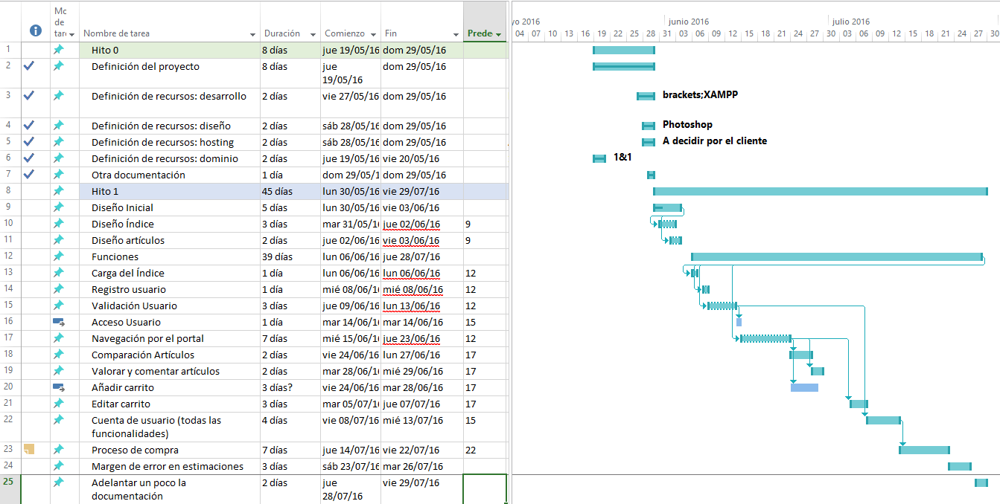 Mc de tar Nombre de tarea Duración Comienzo Fin Prede
yo 2016 junio 2016 julio 2016
04 07 10 13 16 19 22 25 28 31 03 06 09 12 15 18 21 24 27 30 03 06 09 12 15 18 21 24 27 30
1 Hito 0 8 días jue 19/05/16 dom 29/05/16
2 Definición del proyecto 8 días jue 19/05/16 dom 29/05/16
3 Definición de recursos: desarrollo 2 días vie 27/05/16 dom 29/05/16 brackets;XAMPP
4 Definición de recursos: diseño 2 días sáb 28/05/16 dom 29/05/16 Photoshop
5 Definición de recursos: hosting 2 días sáb 28/05/16 dom 29/05/16 A decidir por el cliente
6 Definición de recursos: dominio 2 días jue 19/05/16 vie 20/05/16 1&1
7 Otra documentación 1 día dom 29/05/1 dom 29/05/16
8 Hito 1 45 días lun 30/05/16 vie 29/07/16
9 Diseño Inicial 5 días lun 30/05/16 vie 03/06/16
10 Diseño Índice 3 días mar 31/05/16 jue 02/06/16 9
11 Diseño artículos 2 días jue 02/06/16 vie 03/06/16 9
12 Funciones 39 días lun 06/06/16 jue 28/07/16
13 Carga del Índice 1 día lun 06/06/16 lun 06/06/16 12
14 Registro usuario 1 día mié 08/06/16 mié 08/06/16 12
15 Validación Usuario 3 días jue 09/06/16 lun 13/06/16 12
16 Acceso Usuario 1 día mar 14/06/16 mar 14/06/16 15
17 Navegación por el portal 7 días mié 15/06/16 jue 23/06/16 12
18 Comparación Artículos 2 días vie 24/06/16 lun 27/06/16 17
19 Valorar y comentar artículos 2 días mar 28/06/16 mié 29/06/16 17
20 Añadir carrito 3 días? vie 24/06/16 mar 28/06/16 17
21 Editar carrito 3 días mar 05/07/16 jue 07/07/16 17
22 Cuenta de usuario (todas las funcionalidades) 4 días vie 08/07/16 mié 13/07/16 15
23 Proceso de compra 7 días jue 14/07/16 vie 22/07/16 22
24 Margen de error en estimaciones 3 días sáb 23/07/16 mar 26/07/16
25 Adelantar un poco la documentación 2 días jue 28/07/16 vie 29/07/16